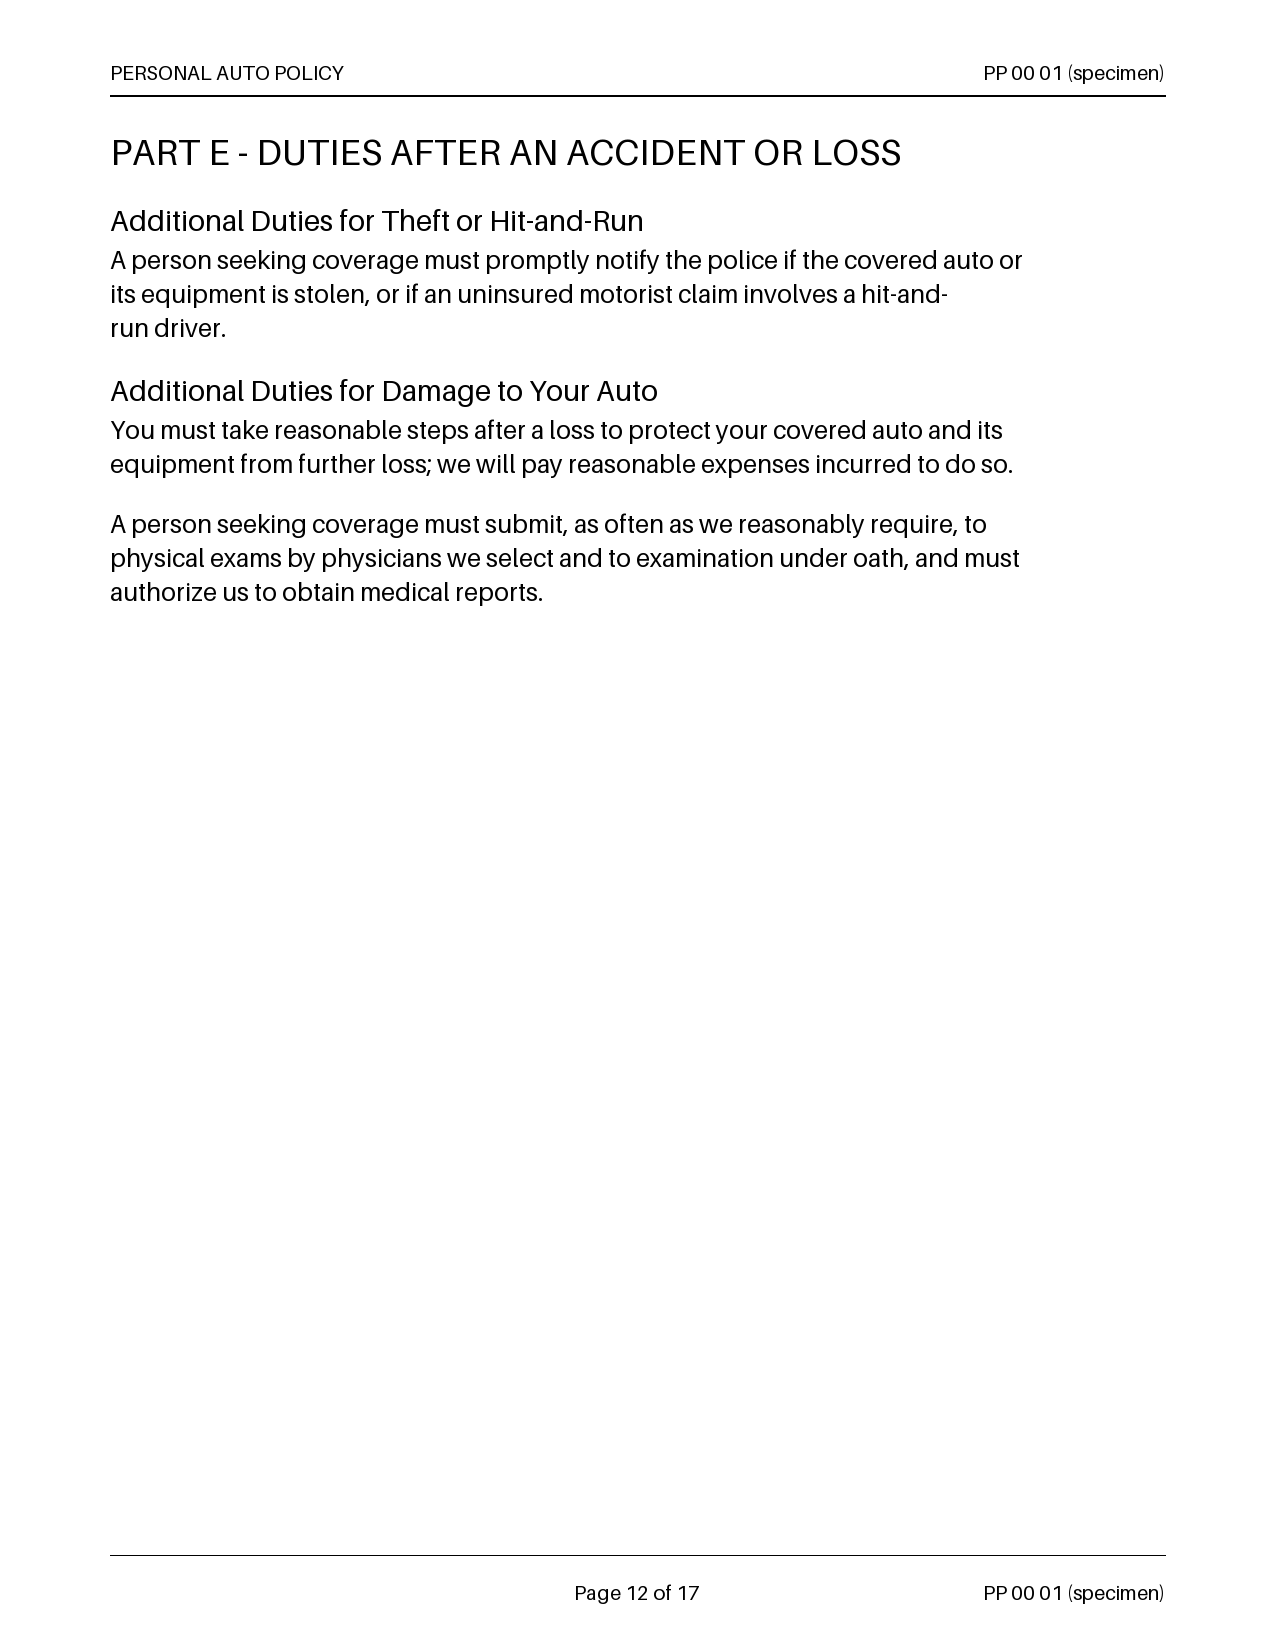 PERSONAL AUTO POLICY PP 00 01 (specimen)
PART E - DUTIES AFTER AN ACCIDENT OR LOSS
Additional Duties for Theft or Hit-and-Run
A person seeking coverage must promptly notify the police if the covered auto or
its equipment is stolen, or if an uninsured motorist claim involves a hit-and-
run driver.
Additional Duties for Damage to Your Auto
You must take reasonable steps after a loss to protect your covered auto and its
equipment from further loss; we will pay reasonable expenses incurred to do so.
A person seeking coverage must submit, as often as we reasonably require, to
physical exams by physicians we select and to examination under oath, and must
authorize us to obtain medical reports.
Page 12 of 17 PP 00 01 (specimen)